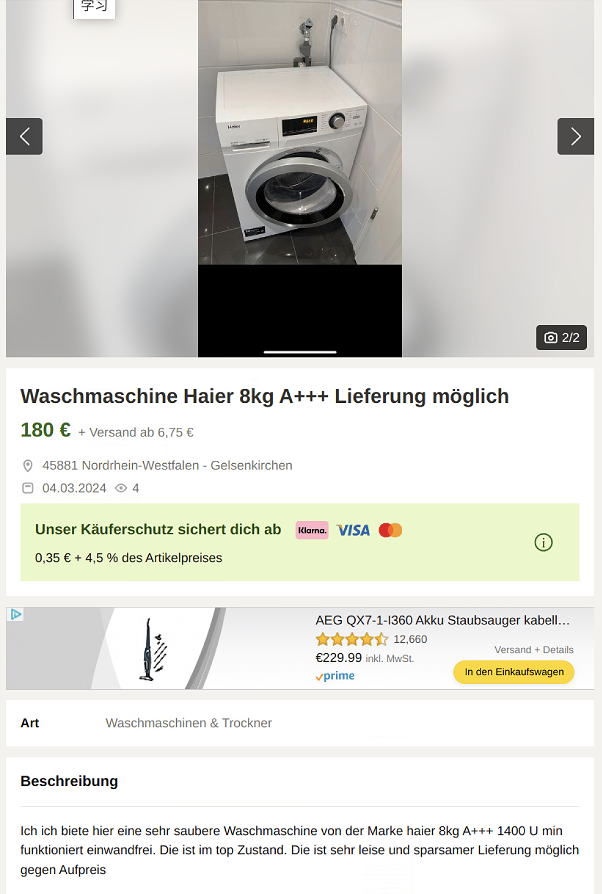 学习
Haier
2/2
Waschmaschine Haier 8kg A+++ Lieferung möglich
180 € + Versand ab 6,75 €
45881 Nordrhein-Westfalen - Gelsenkirchen
04.03.2024 4
Unser Käuferschutz sichert dich ab Klarna. VISA
0,35 € + 4,5 % des Artikelpreises
AEG QX7-1-I360 Akku Staubsauger kabell…
12,660
Versand + Details
€229.99 inkl. MwSt.
prime
In den Einkaufswagen
Art Waschmaschinen & Trockner
Beschreibung
Ich ich biete hier eine sehr saubere Waschmaschine von der Marke haier 8kg A+++ 1400 U min
funktioniert einwandfrei. Die ist im top Zustand. Die ist sehr leise und sparsamer Lieferung möglich
gegen Aufpreis